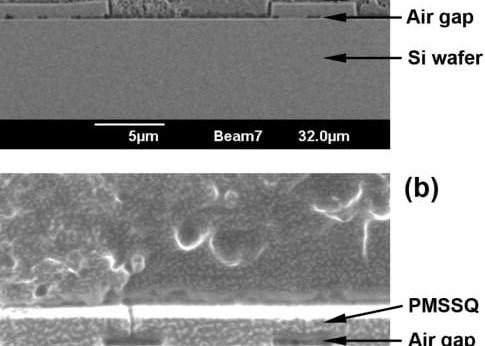 Air gap
Si wafer
5µm Beam7 32.0µm
(b)
PMSSQ
Air gap